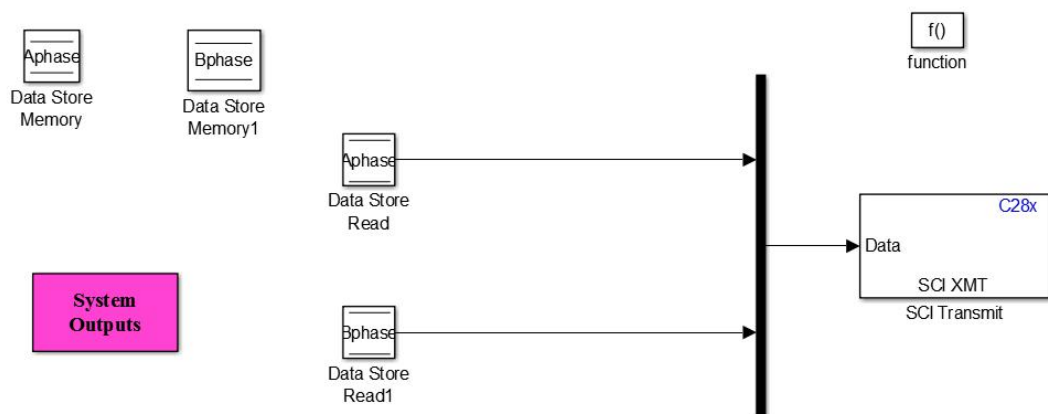 Aphase
Data Store
Memory
Bphase
Data Store
Memory1
f()
function
Aphase
Data Store
Read
C28x
Data
SCI XMT
SCI Transmit
System
Outputs
Bphase
Data Store
Read1